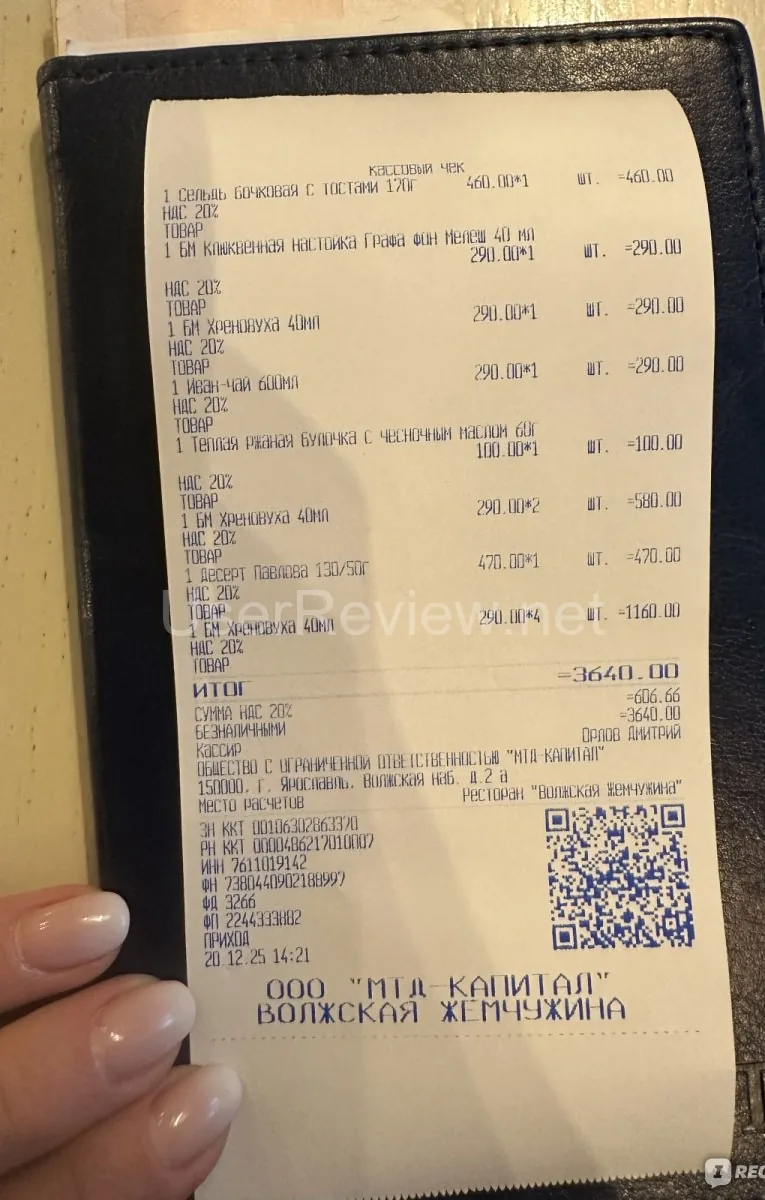 кассовый чек
1 Сельдь бочковая с тостами 170г 460.00*1 шт. =460.00
НДС 20%
ТОВАР
1 БМ Клюквенная настойка Графа фон Мелеш 40 мл
290.00*1 шт. =290.00
НДС 20%
ТОВАР
1 БМ Хреновуха 40мл 290.00*1 шт. =290.00
НДС 20%
ТОВАР
1 Иван-чай 600мл 290.00*1 шт. =290.00
НДС 20%
ТОВАР
1 Теплая ржаная булочка с чесночным маслом 60г
100.00*1 шт. =100.00
НДС 20%
ТОВАР
1 БМ Хреновуха 40мл 290.00*2 шт. =580.00
НДС 20%
ТОВАР
1 Десерт Павлова 130/50г 470.00*1 шт. =470.00
НДС 20%
ТОВАР
1 БМ Хреновуха 40мл 290.00*4 шт. =1160.00
НДС 20%
ТОВАР
ИТОГ =3640.00
СУММА НДС 20% =606.66
БЕЗНАЛИЧНЫМИ =3640.00
Кассир Орлов Дмитрий
ОБЩЕСТВО С ОГРАНИЧЕННОЙ ОТВЕТСТВЕННОСТЬЮ "МТД-КАПИТАЛ"
150000, г. Ярославль, Волжская наб. д.2 а
Место расчетов Ресторан "Волжская Жемчужина"
ЗН ККТ 00106302863370
РН ККТ 0000486217010007
ИНН 7611019142
ФН 7380440902188997
ФД 3266
ФП 2244333882
ПРИХОД
20.12.25 14:21
ООО "МТД-КАПИТАЛ"
ВОЛЖСКАЯ ЖЕМЧУЖИНА
UserReview.net